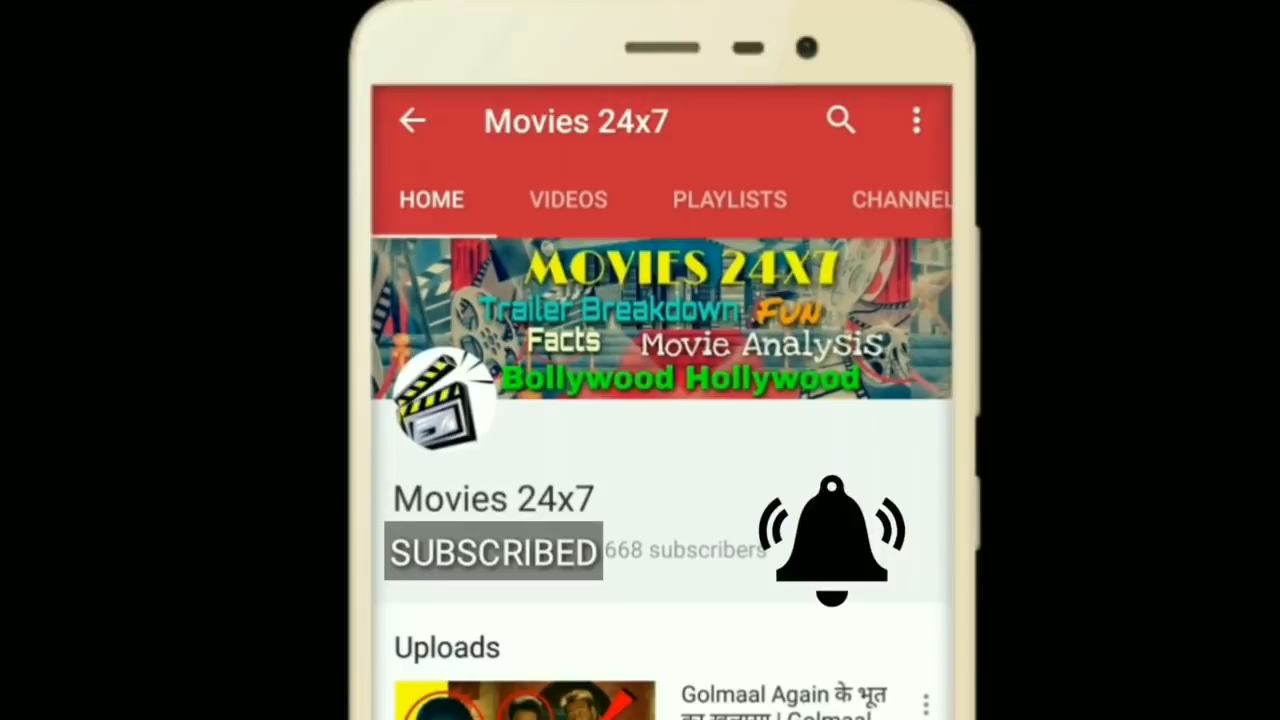 Movies 24x7
HOME VIDEOS PLAYLISTS CHANNEL
MOVIES 24X7
Trailer Breakdown FUN
Facts Movie Analysis
Bollywood Hollywood
Movies 24x7
SUBSCRIBED 668 subscribers
Uploads
Golmaal Again के भूत
का खुलासा | Golmaal